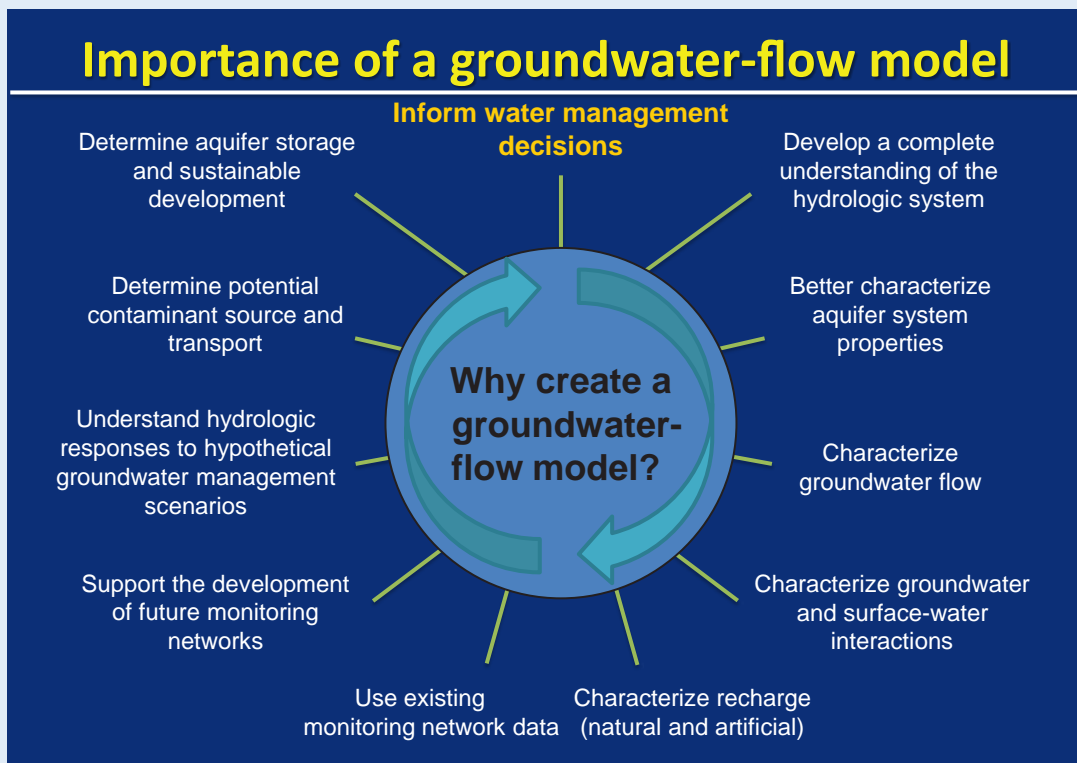 Importance of a groundwater-flow model
Inform water management
decisions
Develop a complete
understanding of the
hydrologic system
Better characterize
aquifer system
properties
Characterize
groundwater flow
Characterize groundwater
and surface-water
interactions
Characterize recharge
(natural and artificial)
Use existing
monitoring network data
Support the development
of future monitoring
networks
Understand hydrologic
responses to hypothetical
groundwater management
scenarios
Determine potential
contaminant source and
transport
Determine aquifer storage
and sustainable
development
Why create a
groundwater-
flow model?